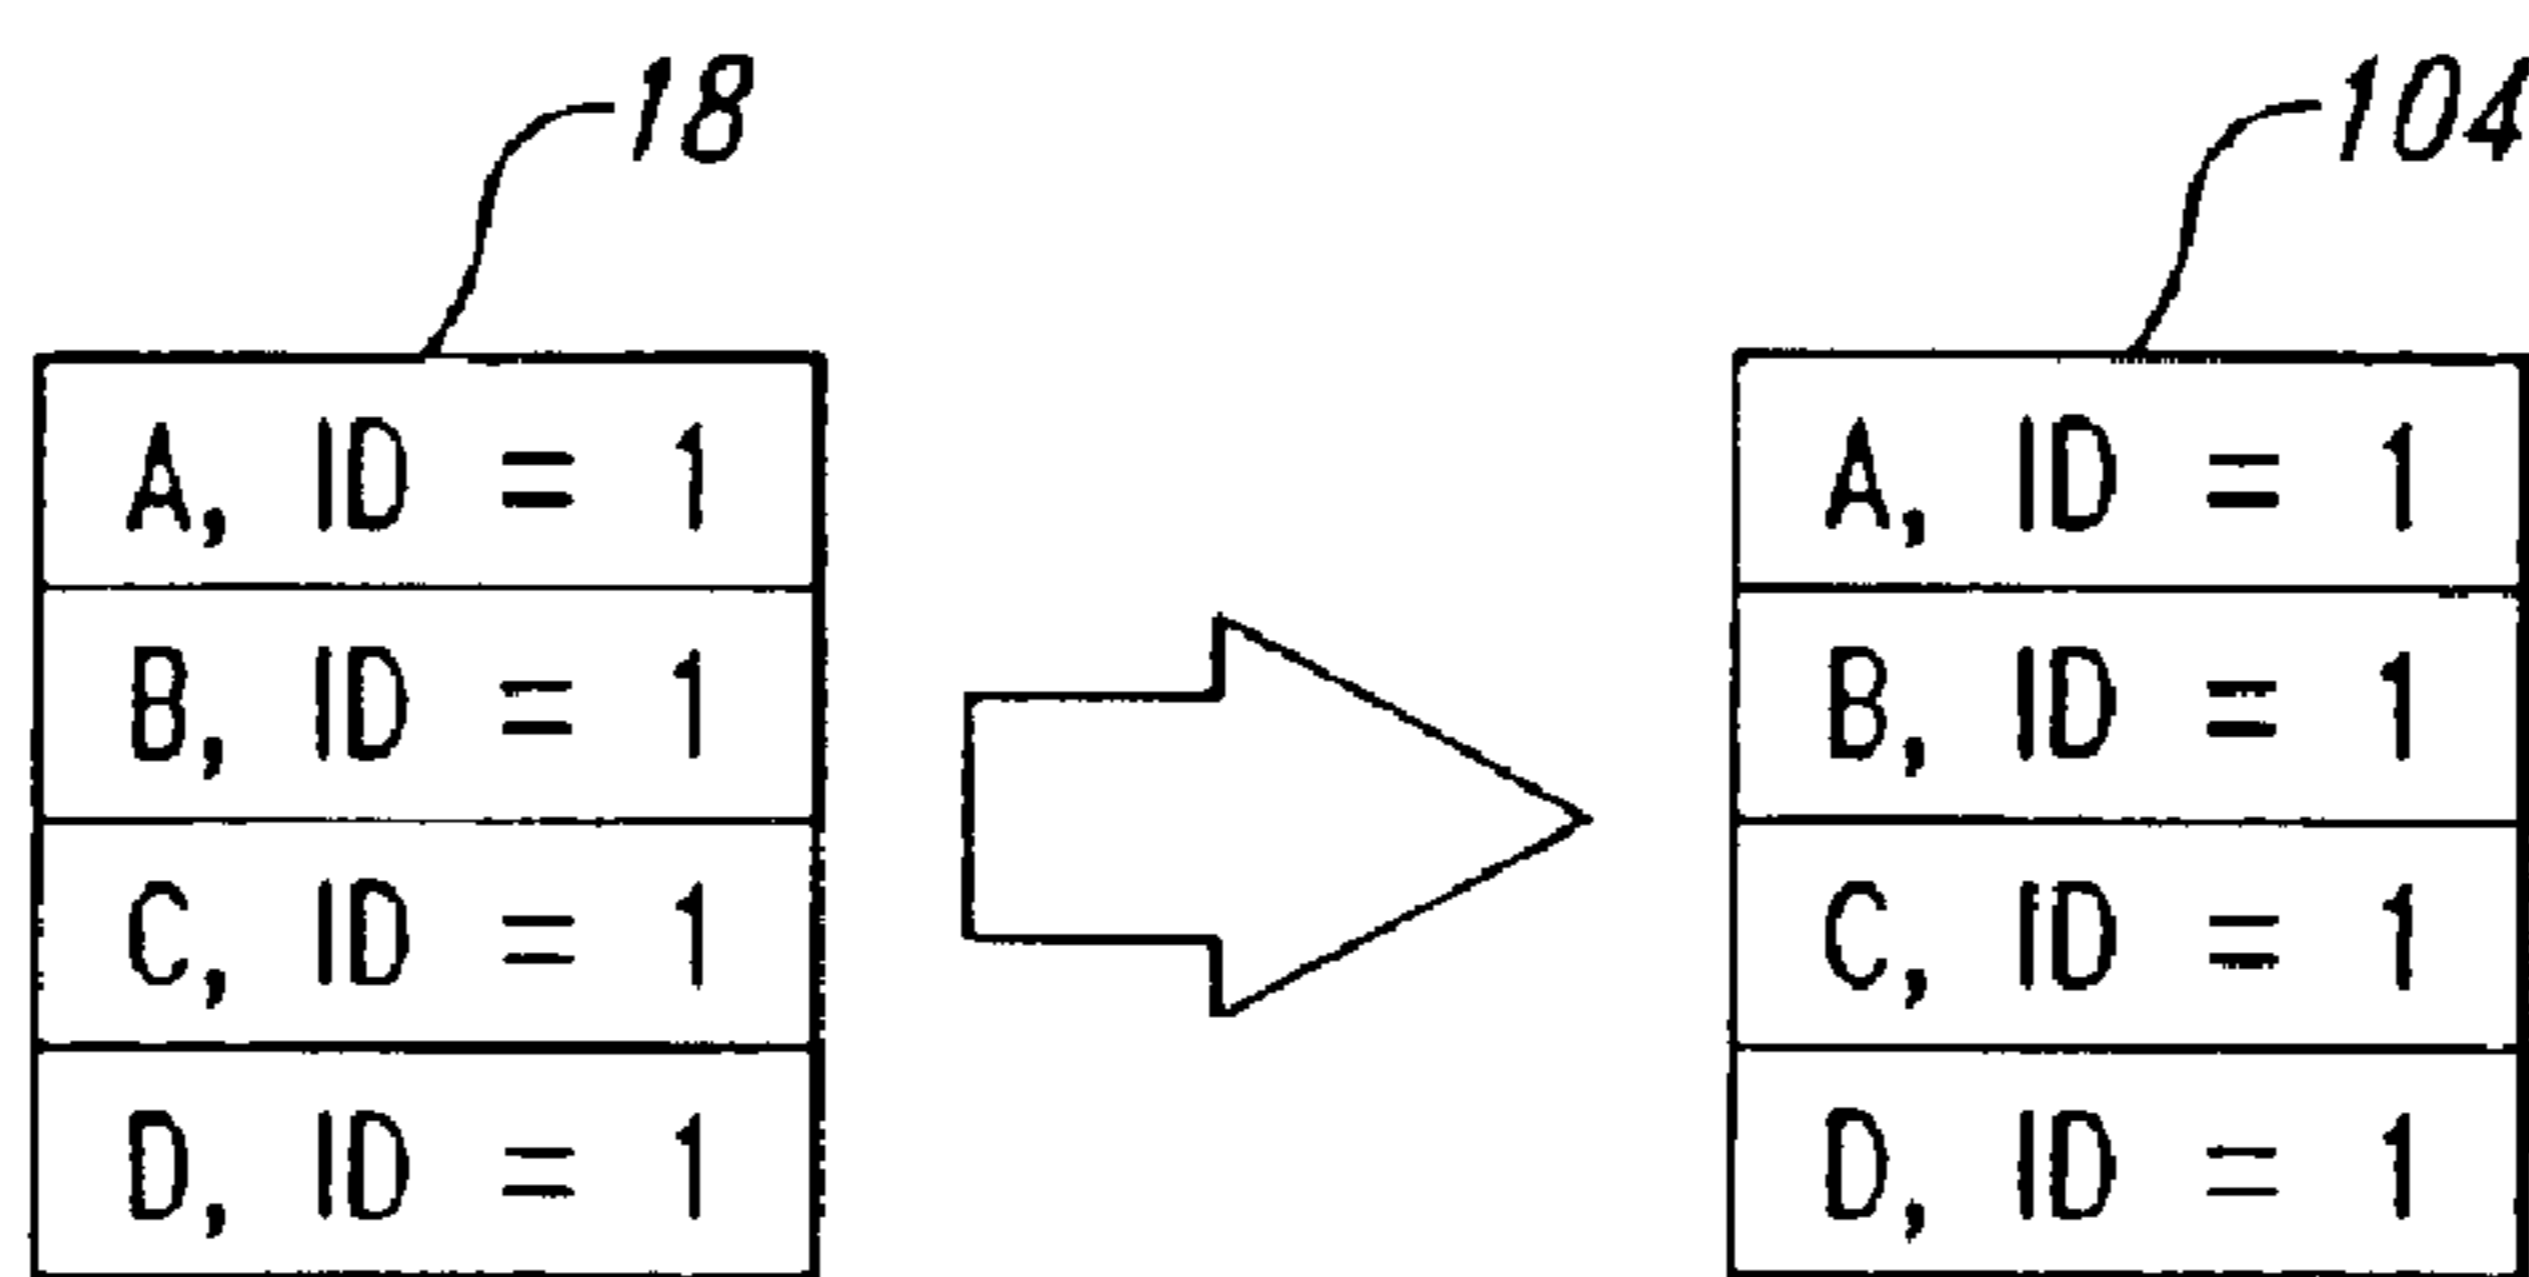 18 104
A, ID = 1 A, ID = 1
B, ID = 1 B, ID = 1
C, ID = 1 C, ID = 1
D, ID = 1 D, ID = 1